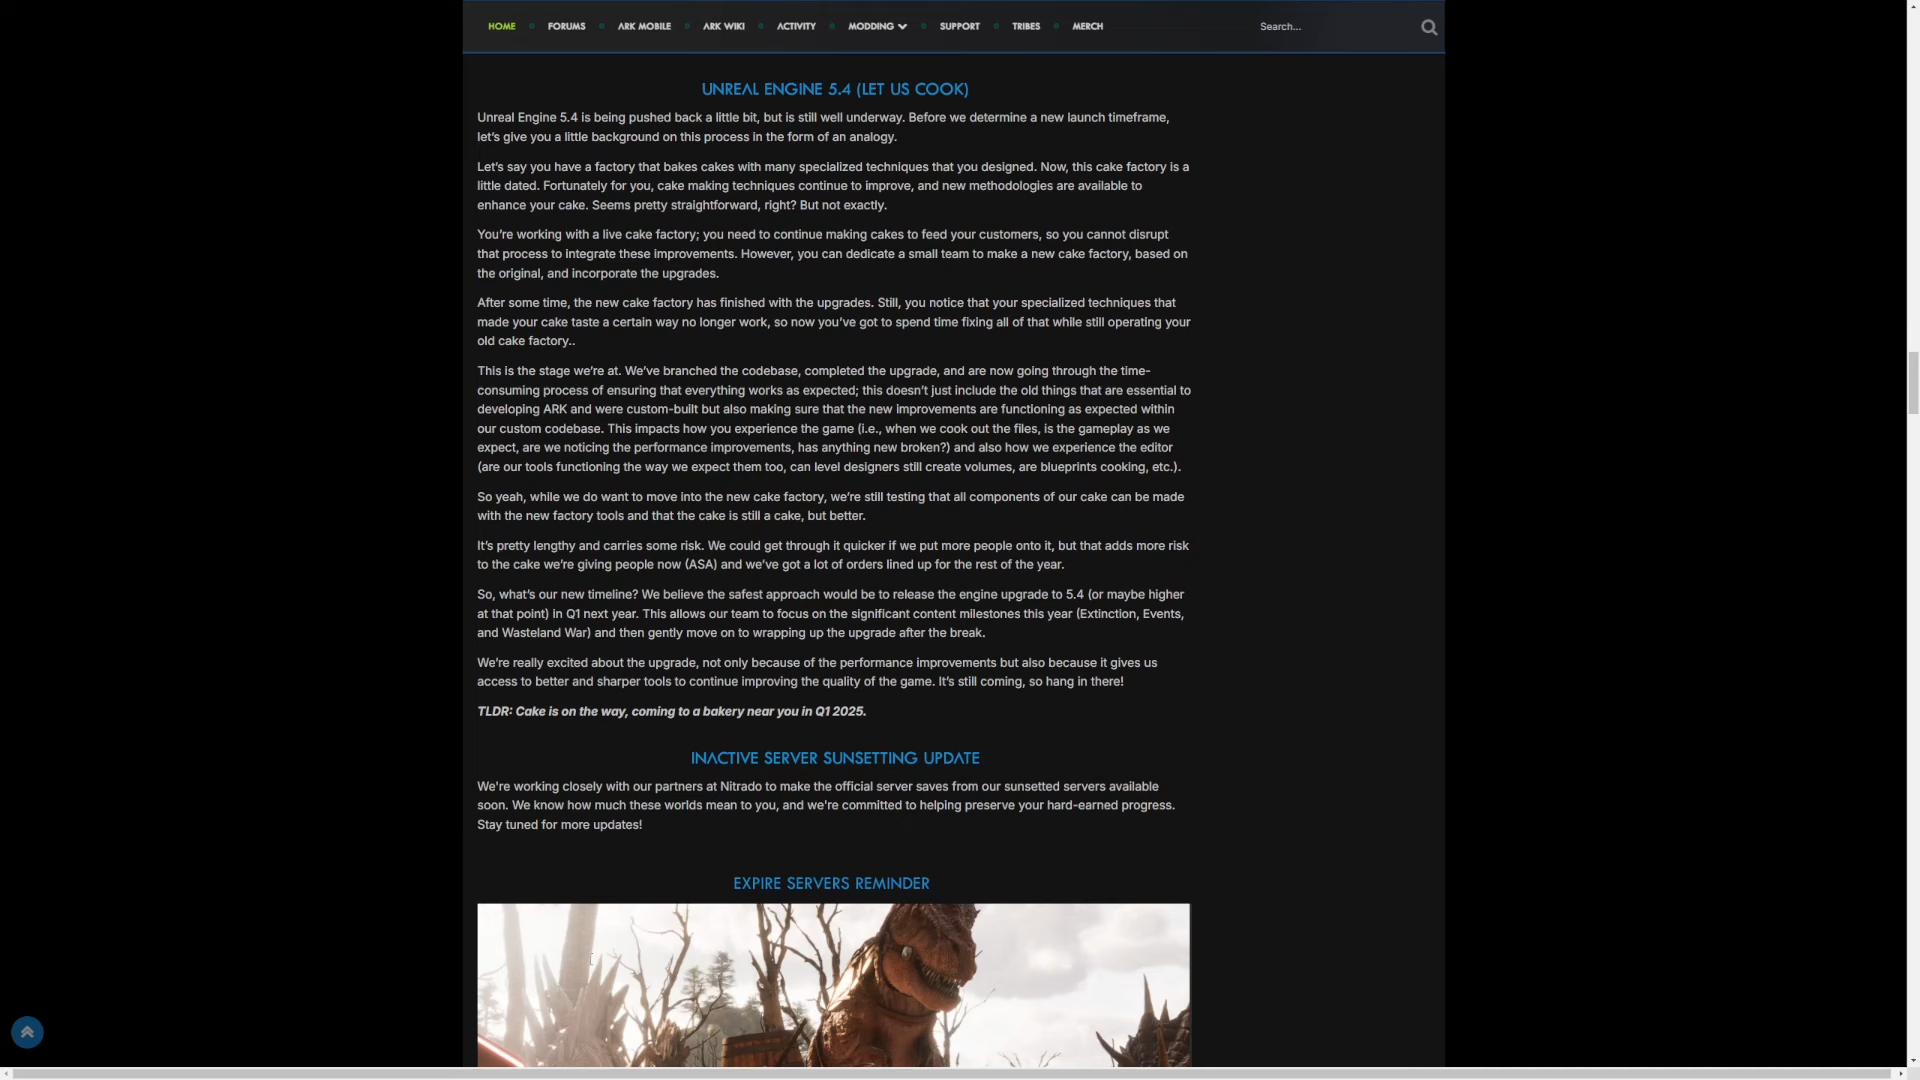 HOME
FORUMS
ARK MOBILE
ARK WIKI
ACTIVITY
MODDING
SUPPORT
TRIBES
MERCH
Search...
UNREAL ENGINE 5.4 (LET US COOK)
Unreal Engine 5.4 is being pushed back a little bit, but is still well underway. Before we determine a new launch timeframe,
let's give you a little background on this process in the form of an analogy.
Let's say you have a factory that bakes cakes with many specialized techniques that you designed. Now, this cake factory is a
little dated. Fortunately for you, cake making techniques continue to improve, and new methodologies are available to
enhance your cake. Seems pretty straightforward, right? But not exactly.
You're working with a live cake factory; you need to continue making cakes to feed your customers, so you cannot disrupt
that process to integrate these improvements. However, you can dedicate a small team to make a new cake factory, based on
the original, and incorporate the upgrades.
After some time, the new cake factory has finished with the upgrades. Still, you notice that your specialized techniques that
made your cake taste a certain way no longer work, so now you've got to spend time fixing all of that while still operating your
old cake factory..
This is the stage we're at. We've branched the codebase, completed the upgrade, and are now going through the time-
consuming process of ensuring that everything works as expected; this doesn't just include the old things that are essential to
developing ARK and were custom-built but also making sure that the new improvements are functioning as expected within
our custom codebase. This impacts how you experience the game (i.e., when we cook out the files, is the gameplay as we
expect, are we noticing the performance improvements, has anything new broken?) and also how we experience the editor
(are our tools functioning the way we expect them too, can level designers still create volumes, are blueprints cooking, etc.).
So yeah, while we do want to move into the new cake factory, we're still testing that all components of our cake can be made
with the new factory tools and that the cake is still a cake, but better.
It's pretty lengthy and carries some risk. We could get through it quicker if we put more people onto it, but that adds more risk
to the cake we're giving people now (ASA) and we've got a lot of orders lined up for the rest of the year.
So, what's our new timeline? We believe the safest approach would be to release the engine upgrade to 5.4 (or maybe higher
at that point) in Q1 next year. This allows our team to focus on the significant content milestones this year (Extinction, Events,
and Wasteland War) and then gently move on to wrapping up the upgrade after the break.
We're really excited about the upgrade, not only because of the performance improvements but also because it gives us
access to better and sharper tools to continue improving the quality of the game. It's still coming, so hang in there!
TLDR: Cake is on the way, coming to a bakery near you in Q1 2025.
INACTIVE SERVER SUNSETTING UPDATE
We're working closely with our partners at Nitrado to make the official server saves from our sunsetted servers available
soon. We know how much these worlds mean to you, and we're committed to helping preserve your hard-earned progress.
Stay tuned for more updates!
EXPIRE SERVERS REMINDER